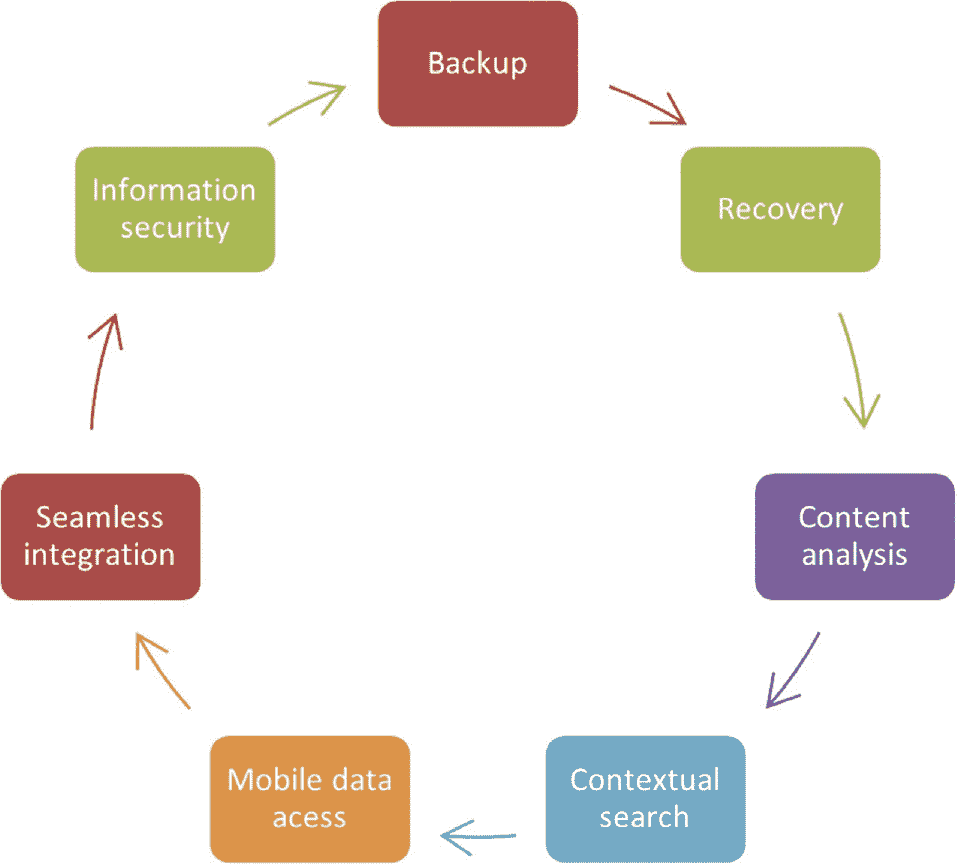 Backup
Recovery
Content
analysis
Contextual
search
Mobile data
acess
Seamless
integration
Information
security